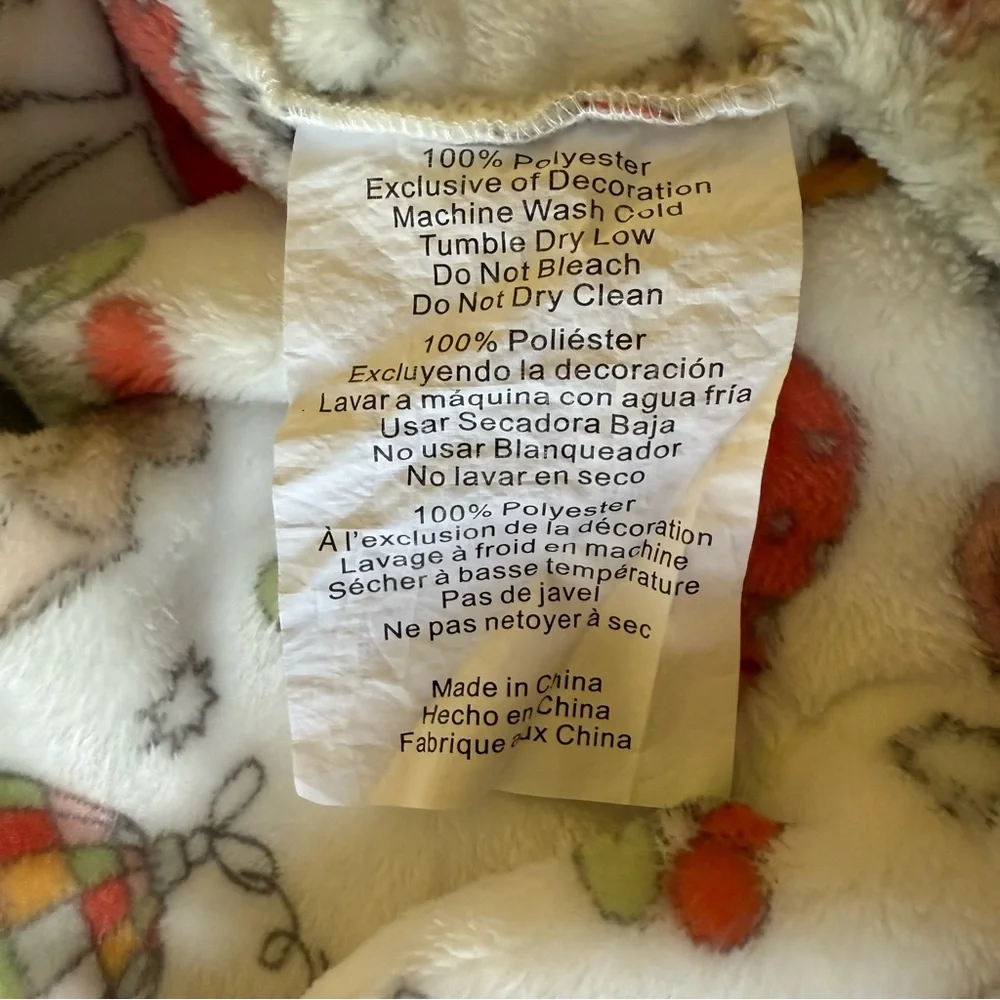 100% Polyester
Exclusive of Decoration
Machine Wash Cold
Tumble Dry Low
Do Not Bleach
Do Not Dry Clean
100% Poliéster
Excluyendo la decoración
Lavar a máquina con agua fría
Usar Secadora Baja
No usar Blanqueador
No lavar en seco
100% Polyester
À l'exclusion de la décoration
Lavage à froid en machine
Sécher à basse température
Pas de javel
Ne pas netoyer à sec
Made in China
Hecho en China
Fabrique aux China